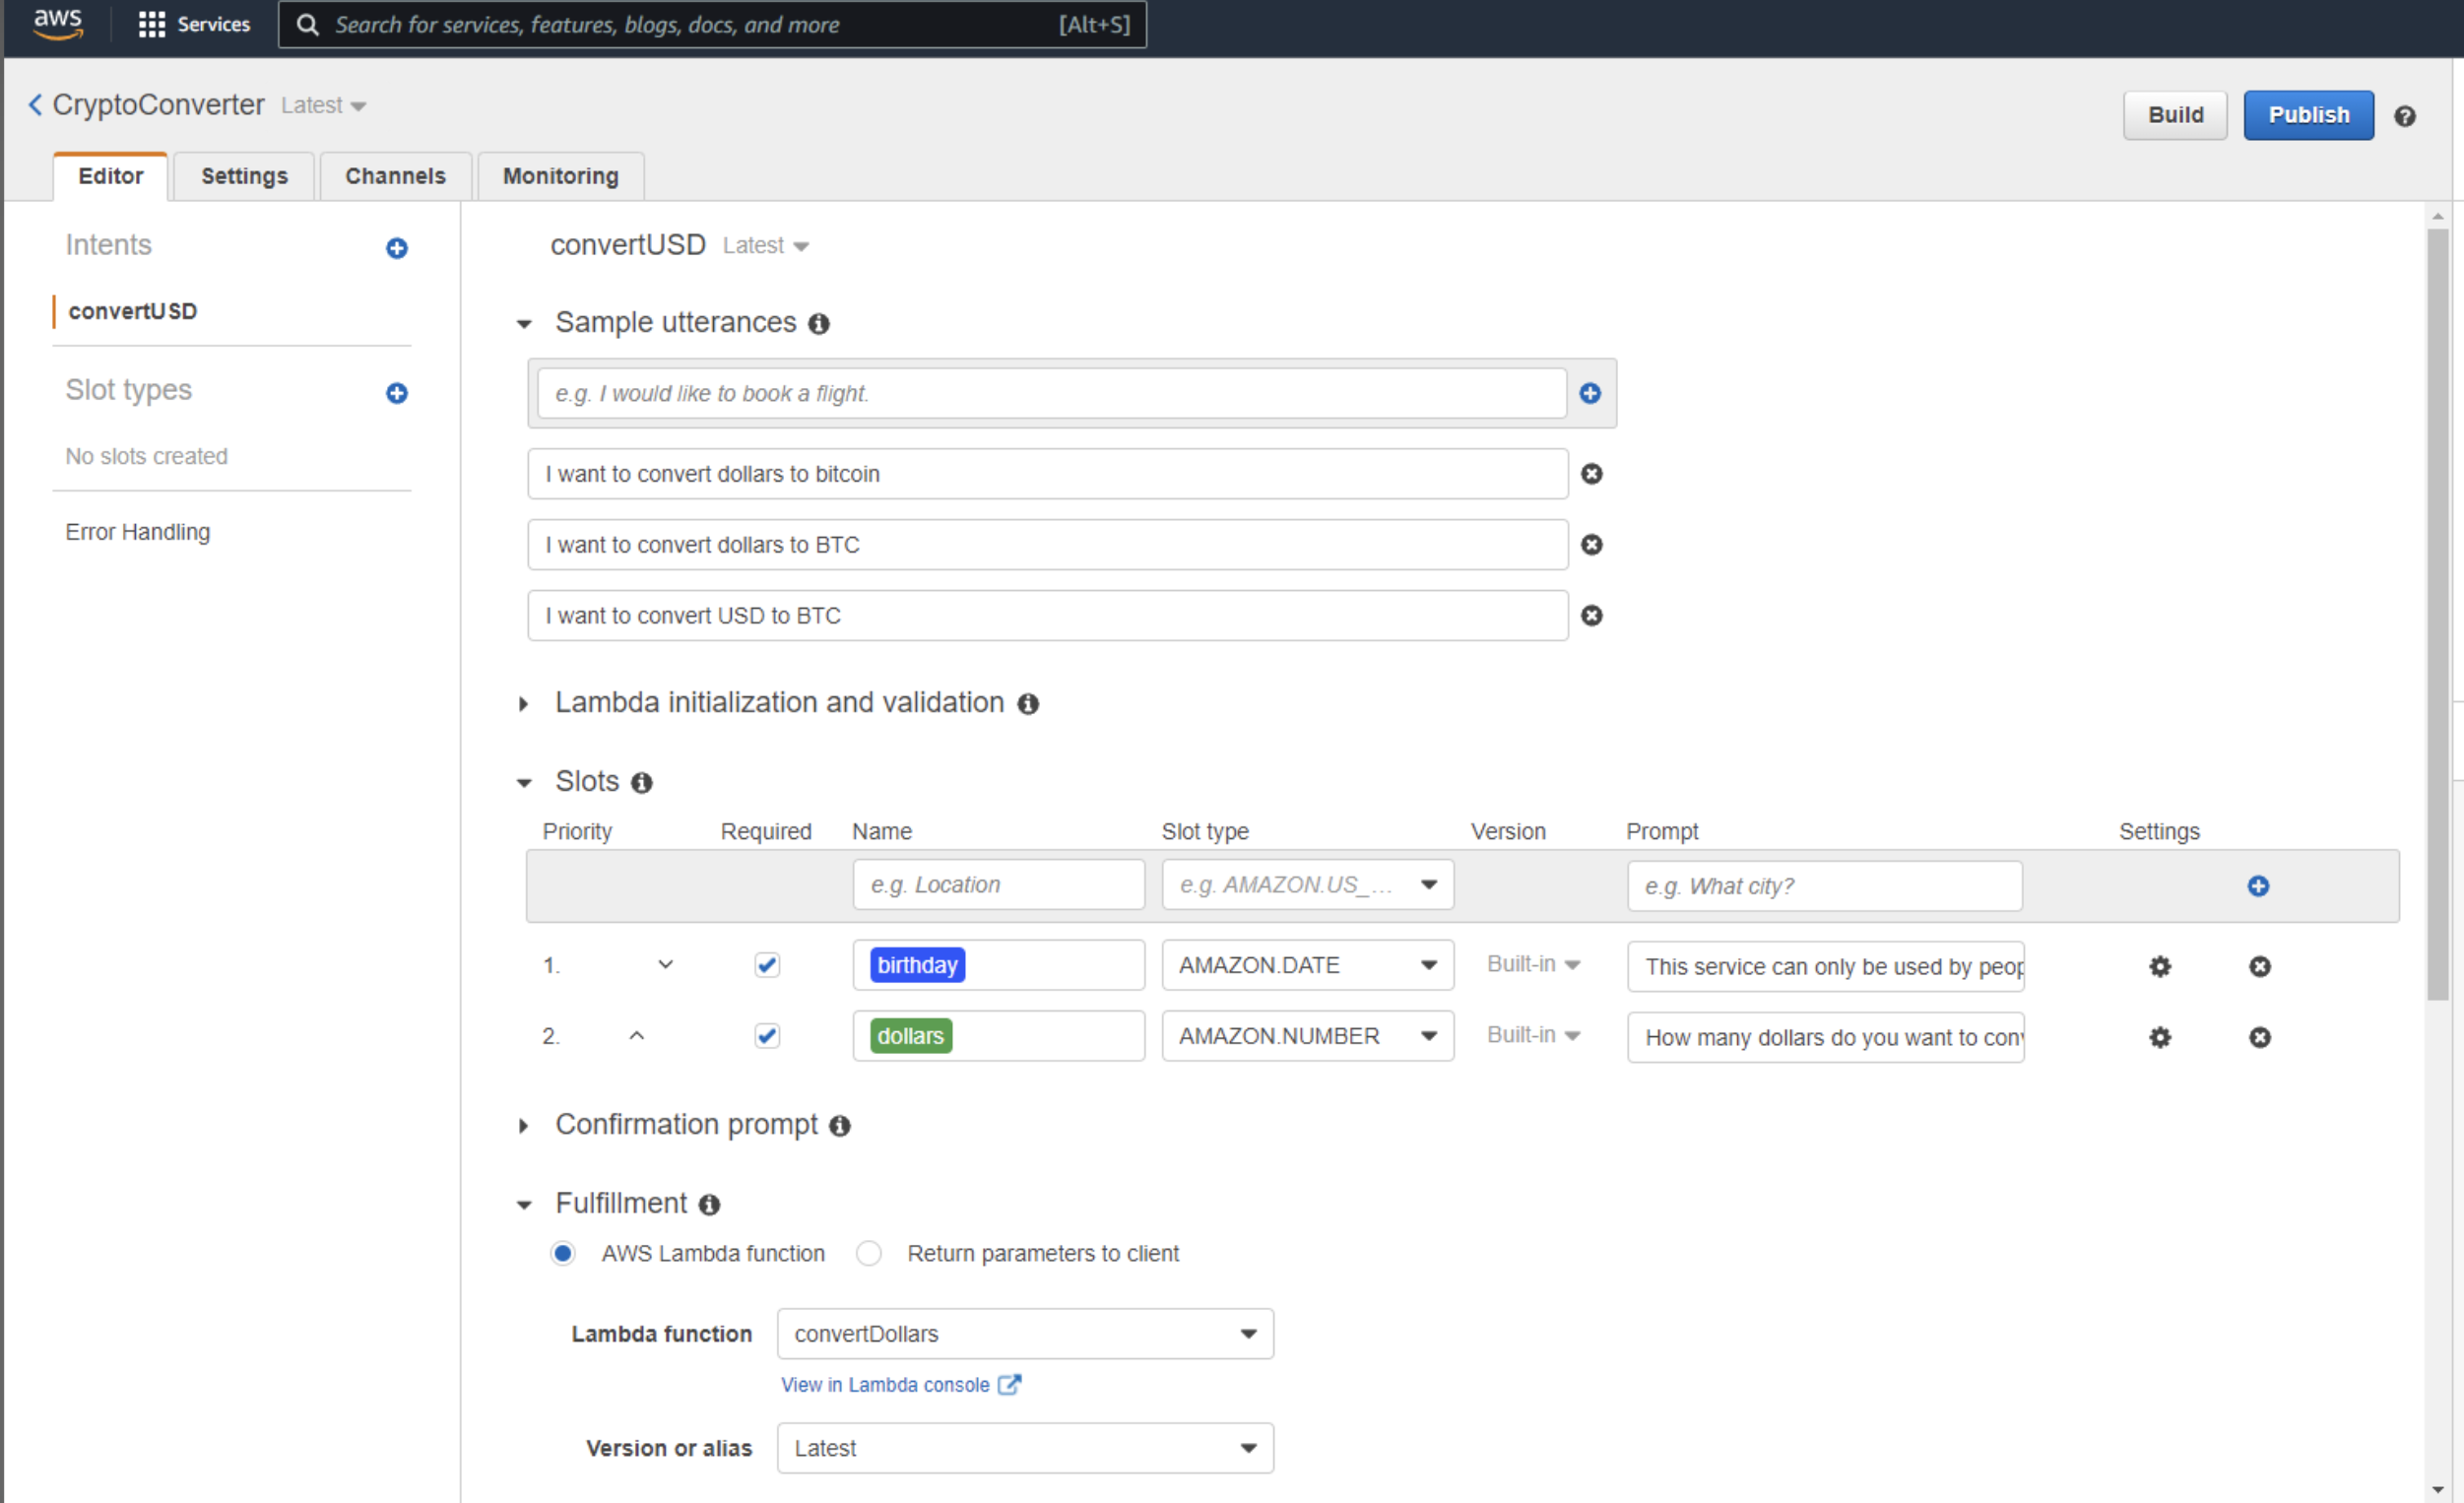 aws Services Search for services, features, blogs, docs, and more [Alt+S]
CryptoConverter Latest
Build Publish
Editor Settings Channels Monitoring
Intents
convertUSD
Slot types
No slots created
Error Handling
convertUSD Latest
Sample utterances
e.g. I would like to book a flight.
I want to convert dollars to bitcoin
I want to convert dollars to BTC
I want to convert USD to BTC
Lambda initialization and validation
Slots
Priority Required Name Slot type Version Prompt Settings
e.g. Location e.g. AMAZON.US_... e.g. What city?
1. birthday AMAZON.DATE Built-in This service can only be used by peop
2. dollars AMAZON.NUMBER Built-in How many dollars do you want to con
Confirmation prompt
Fulfillment
AWS Lambda function Return parameters to client
Lambda function convertDollars
View in Lambda console
Version or alias Latest